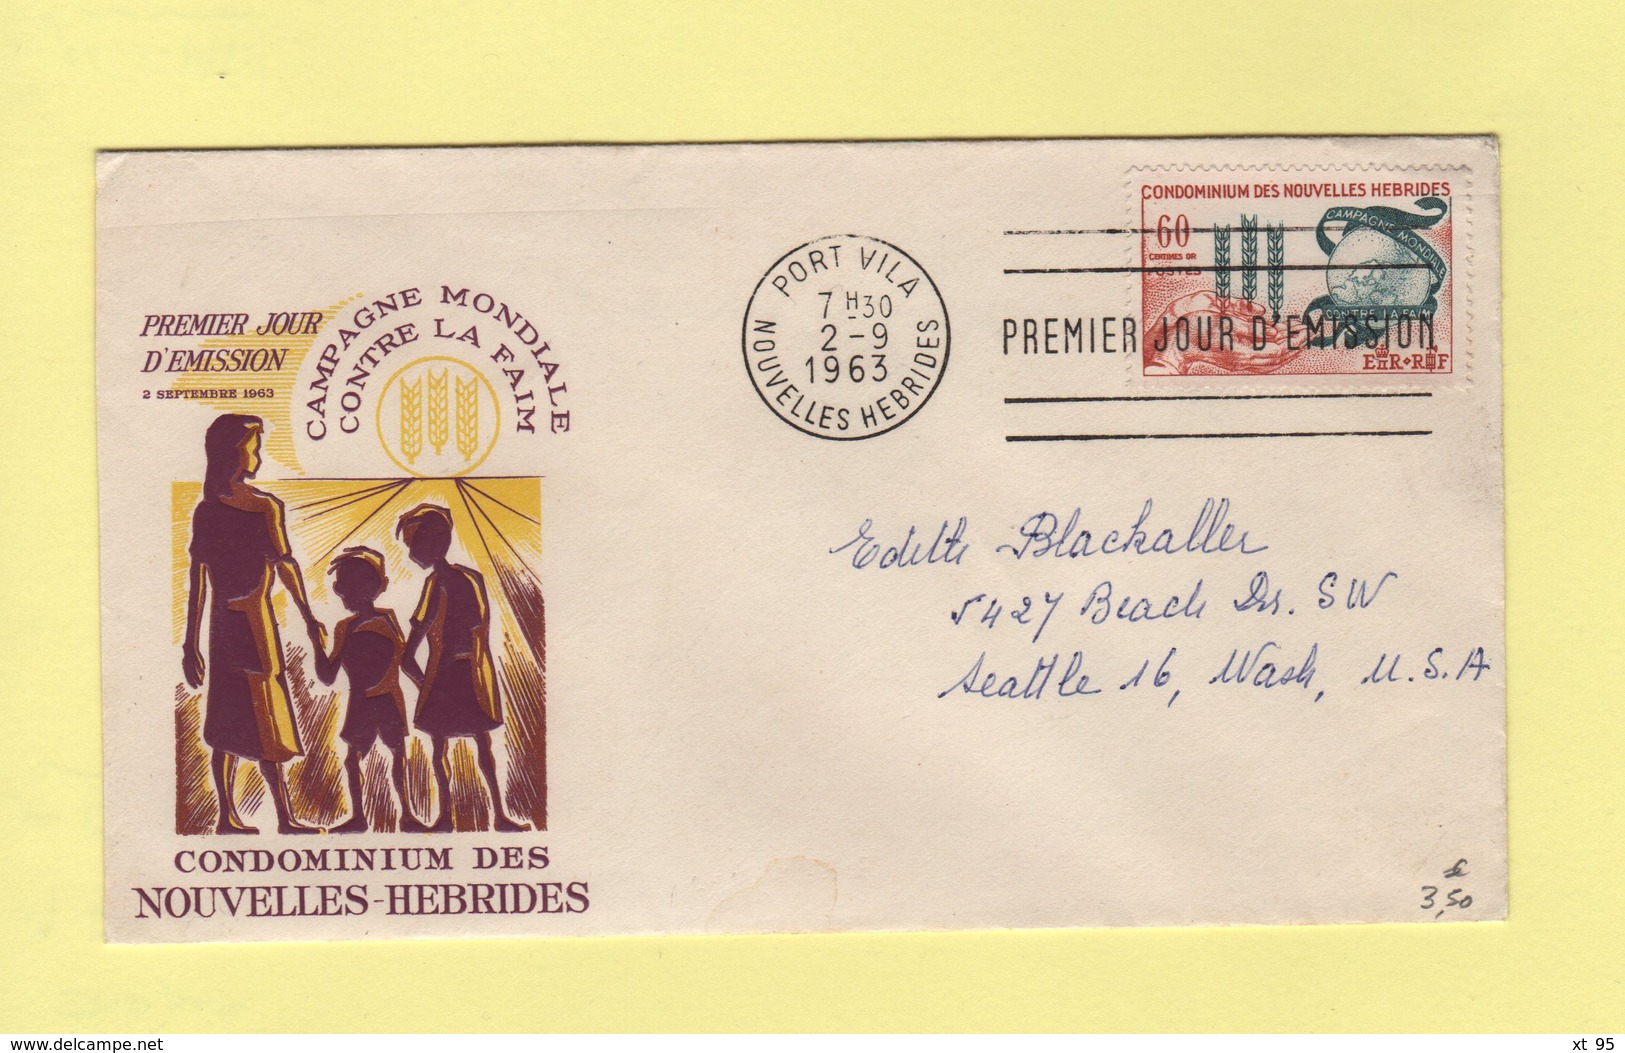 PREMIER JOUR
D'EMISSION
2 SEPTEMBRE 1963
CAMPAGNE MONDIALE
CONTRE LA FAIM
CONDOMINIUM DES
NOUVELLES-HEBRIDES
PORT VILA
7 H 30
2-9
1963
NOUVELLES HEBRIDES
PREMIER JOUR D'EMISSION
CONDOMINIUM DES NOUVELLES HEBRIDES
60
CENTIMES OR
POSTES
CAMPAGNE MONDIALE
CONTRE LA FAIM
E R R F
Edith Blackaller
5427 Beach Dr. SW
Seattle 16, Wash, U.S.A
3,50
www.delcampe.net
xt 95